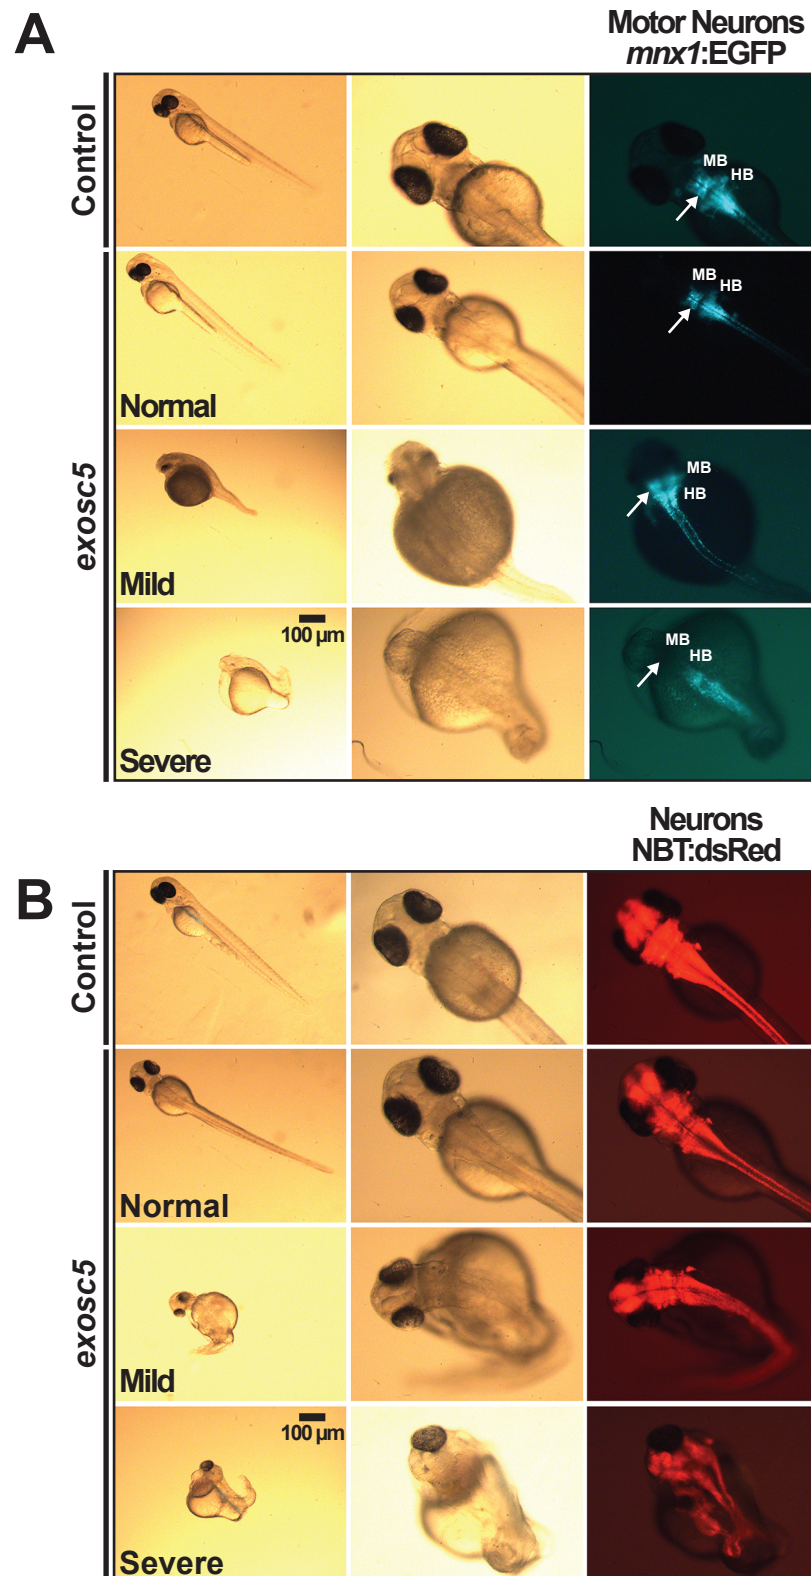 A
Motor Neurons
mnx1:EGFP
Control
MB
HB
exosc5
Normal
MB
HB
Mild
MB
HB
Severe
100 µm
MB
HB
B
Neurons
NBT:dsRed
Control
exosc5
Normal
Mild
Severe
100 µm